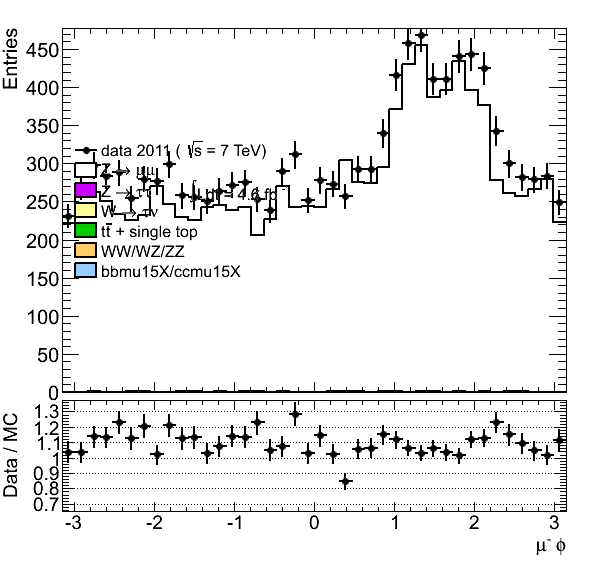 Entries
450
400
350
300
250
200
150
100
50
0
data 2011 ( √s = 7 TeV)
Z → μμ
Z → ττ
W → τν
tt̄ + single top
WW/WZ/ZZ
bbmu15X/ccmu15X
Data / MC
1.3
1.2
1.1
1
0.9
0.8
0.7
-3
-2
-1
0
1
2
3
μ⁻ ϕ